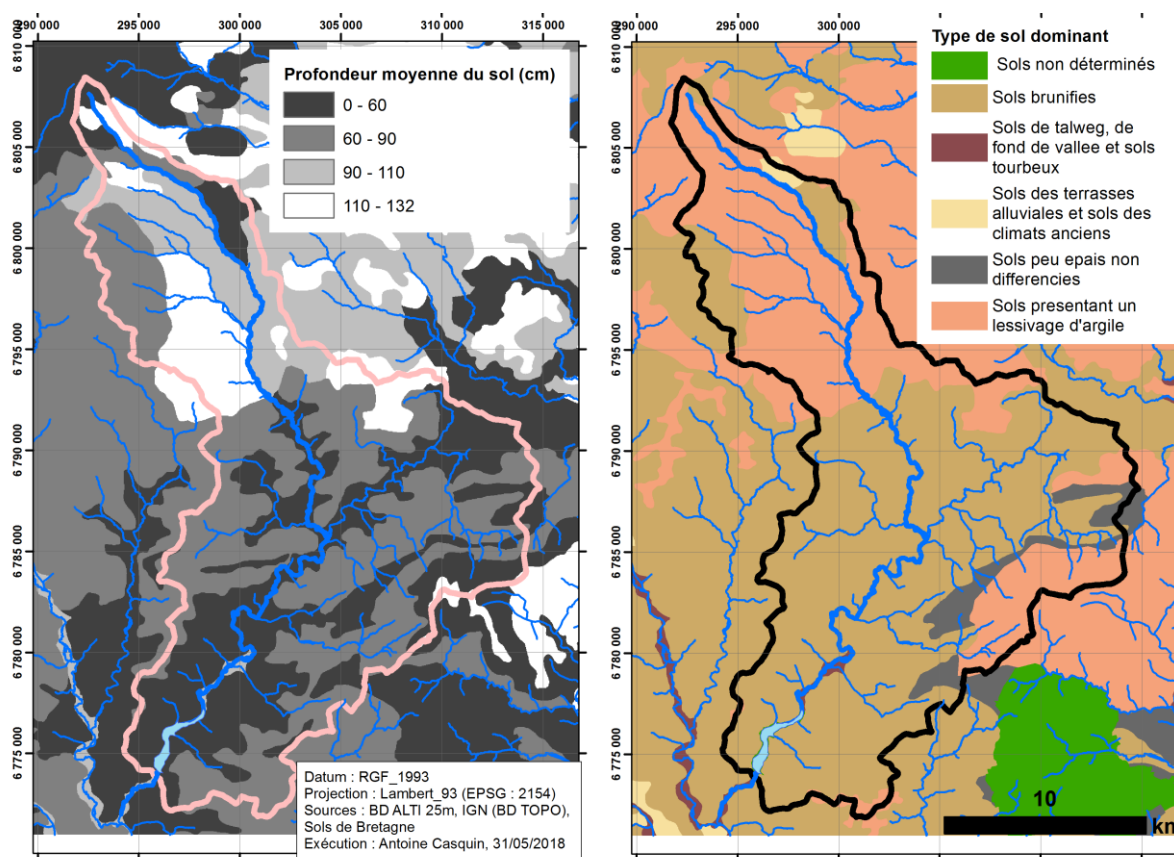 290 000 295 000 300 000 305 000 310 000 315 000
6 810 000
6 805 000
6 800 000
6 795 000
6 790 000
6 785 000
6 780 000
6 775 000
Profondeur moyenne du sol (cm)
0 - 60
60 - 90
90 - 110
110 - 132
Datum : RGF_1993
Projection : Lambert_93 (EPSG : 2154)
Sources : BD ALTI 25m, IGN (BD TOPO),
Sols de Bretagne
Exécution : Antoine Casquin, 31/05/2018
290 000 295 000 300 000
6 810 000
6 805 000
6 800 000
6 795 000
6 790 000
6 785 000
6 780 000
6 775 000
Type de sol dominant
Sols non déterminés
Sols brunifies
Sols de talweg, de
fond de vallee et sols
tourbeux
Sols des terrasses
alluviales et sols des
climats anciens
Sols peu epais non
differencies
Sols presentant un
lessivage d'argile
10
km